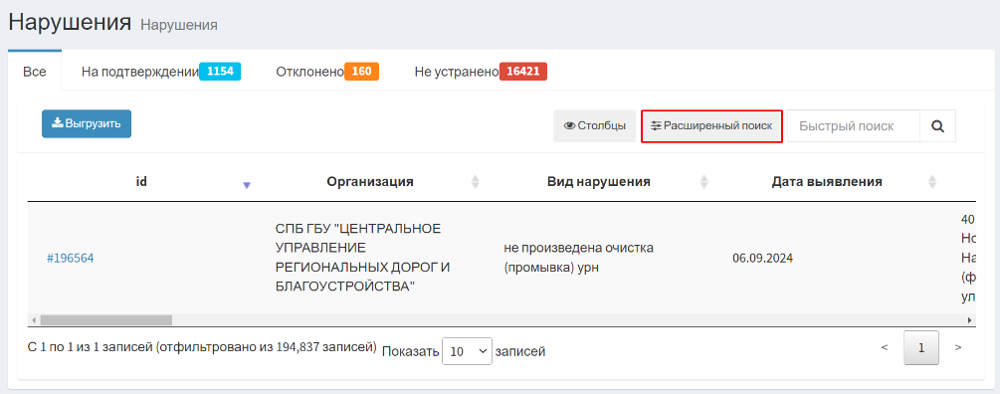 Нарушения Нарушения
Все На подтверждении 1154 Отклонено 160 Не устранено 16421
Выгрузить Столбцы Расширенный поиск Быстрый поиск
id Организация Вид нарушения Дата выявления
СПБ ГБУ "ЦЕНТРАЛЬНОЕ
УПРАВЛЕНИЕ
РЕГИОНАЛЬНЫХ ДОРОГ И
БЛАГОУСТРОЙСТВА"
#196564
не произведена очистка
(промывка) урн
06.09.2024
40
Но
На
(ф
ул
С 1 по 1 из 1 записей (отфильтровано из 194,837 записей) Показать 10 записей < 1 >